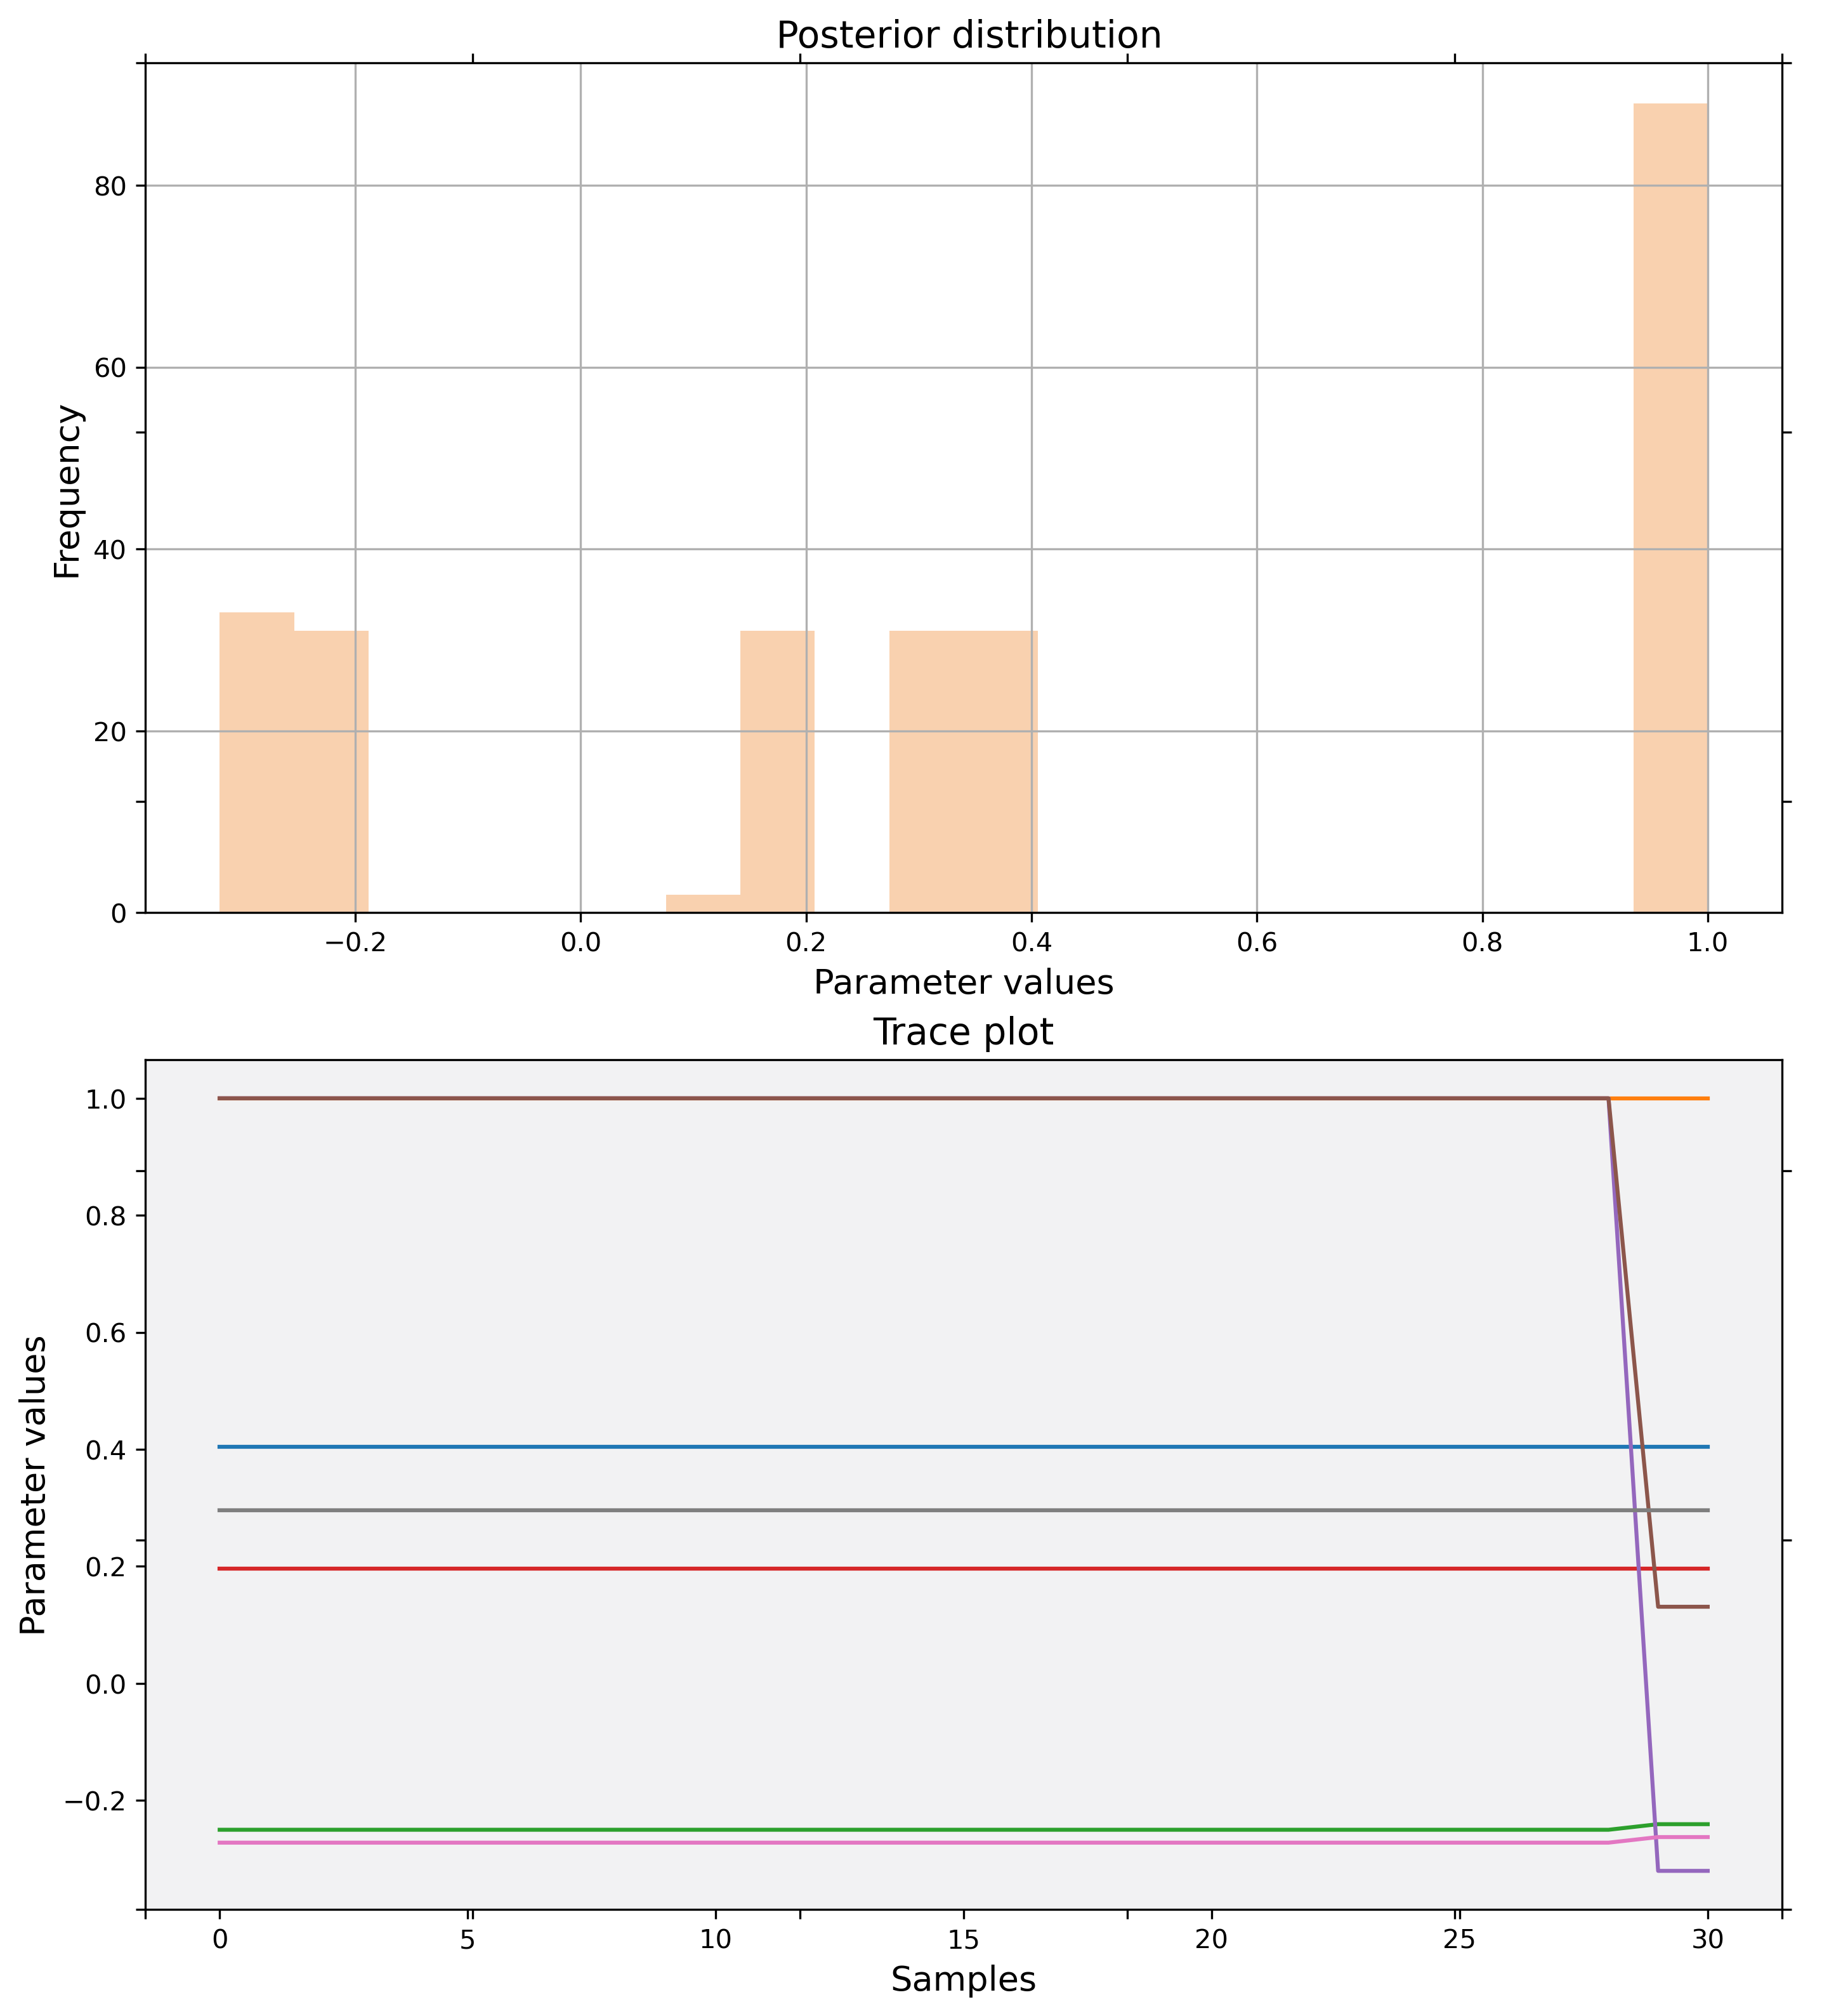 Posterior distribution
80
60
40
20
0
Frequency
−0.2 0.0 0.2 0.4 0.6 0.8 1.0
Parameter values
Trace plot
1.0
0.8
0.6
0.4
0.2
0.0
−0.2
Parameter values
0 5 10 15 20 25 30
Samples